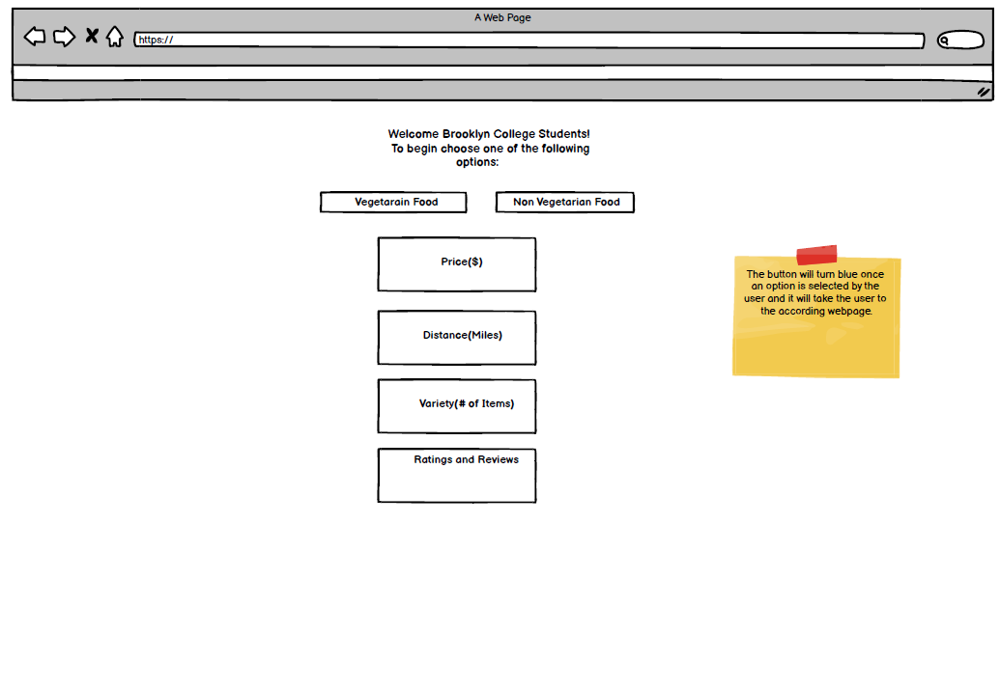 A Web Page
https://
Welcome Brooklyn College Students!
To begin choose one of the following
options:
Vegetarain Food
Non Vegetarian Food
Price($)
Distance(Miles)
Variety(# of Items)
Ratings and Reviews
The button will turn blue once
an option is selected by the
user and it will take the user to
the according webpage.